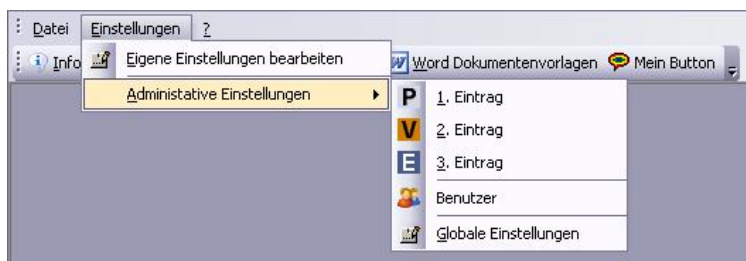 Datei Einstellungen ?
Info Eigene Einstellungen bearbeiten Word Dokumentenvorlagen Mein Button
Administative Einstellungen
P 1. Eintrag
V 2. Eintrag
E 3. Eintrag
Benutzer
Globale Einstellungen